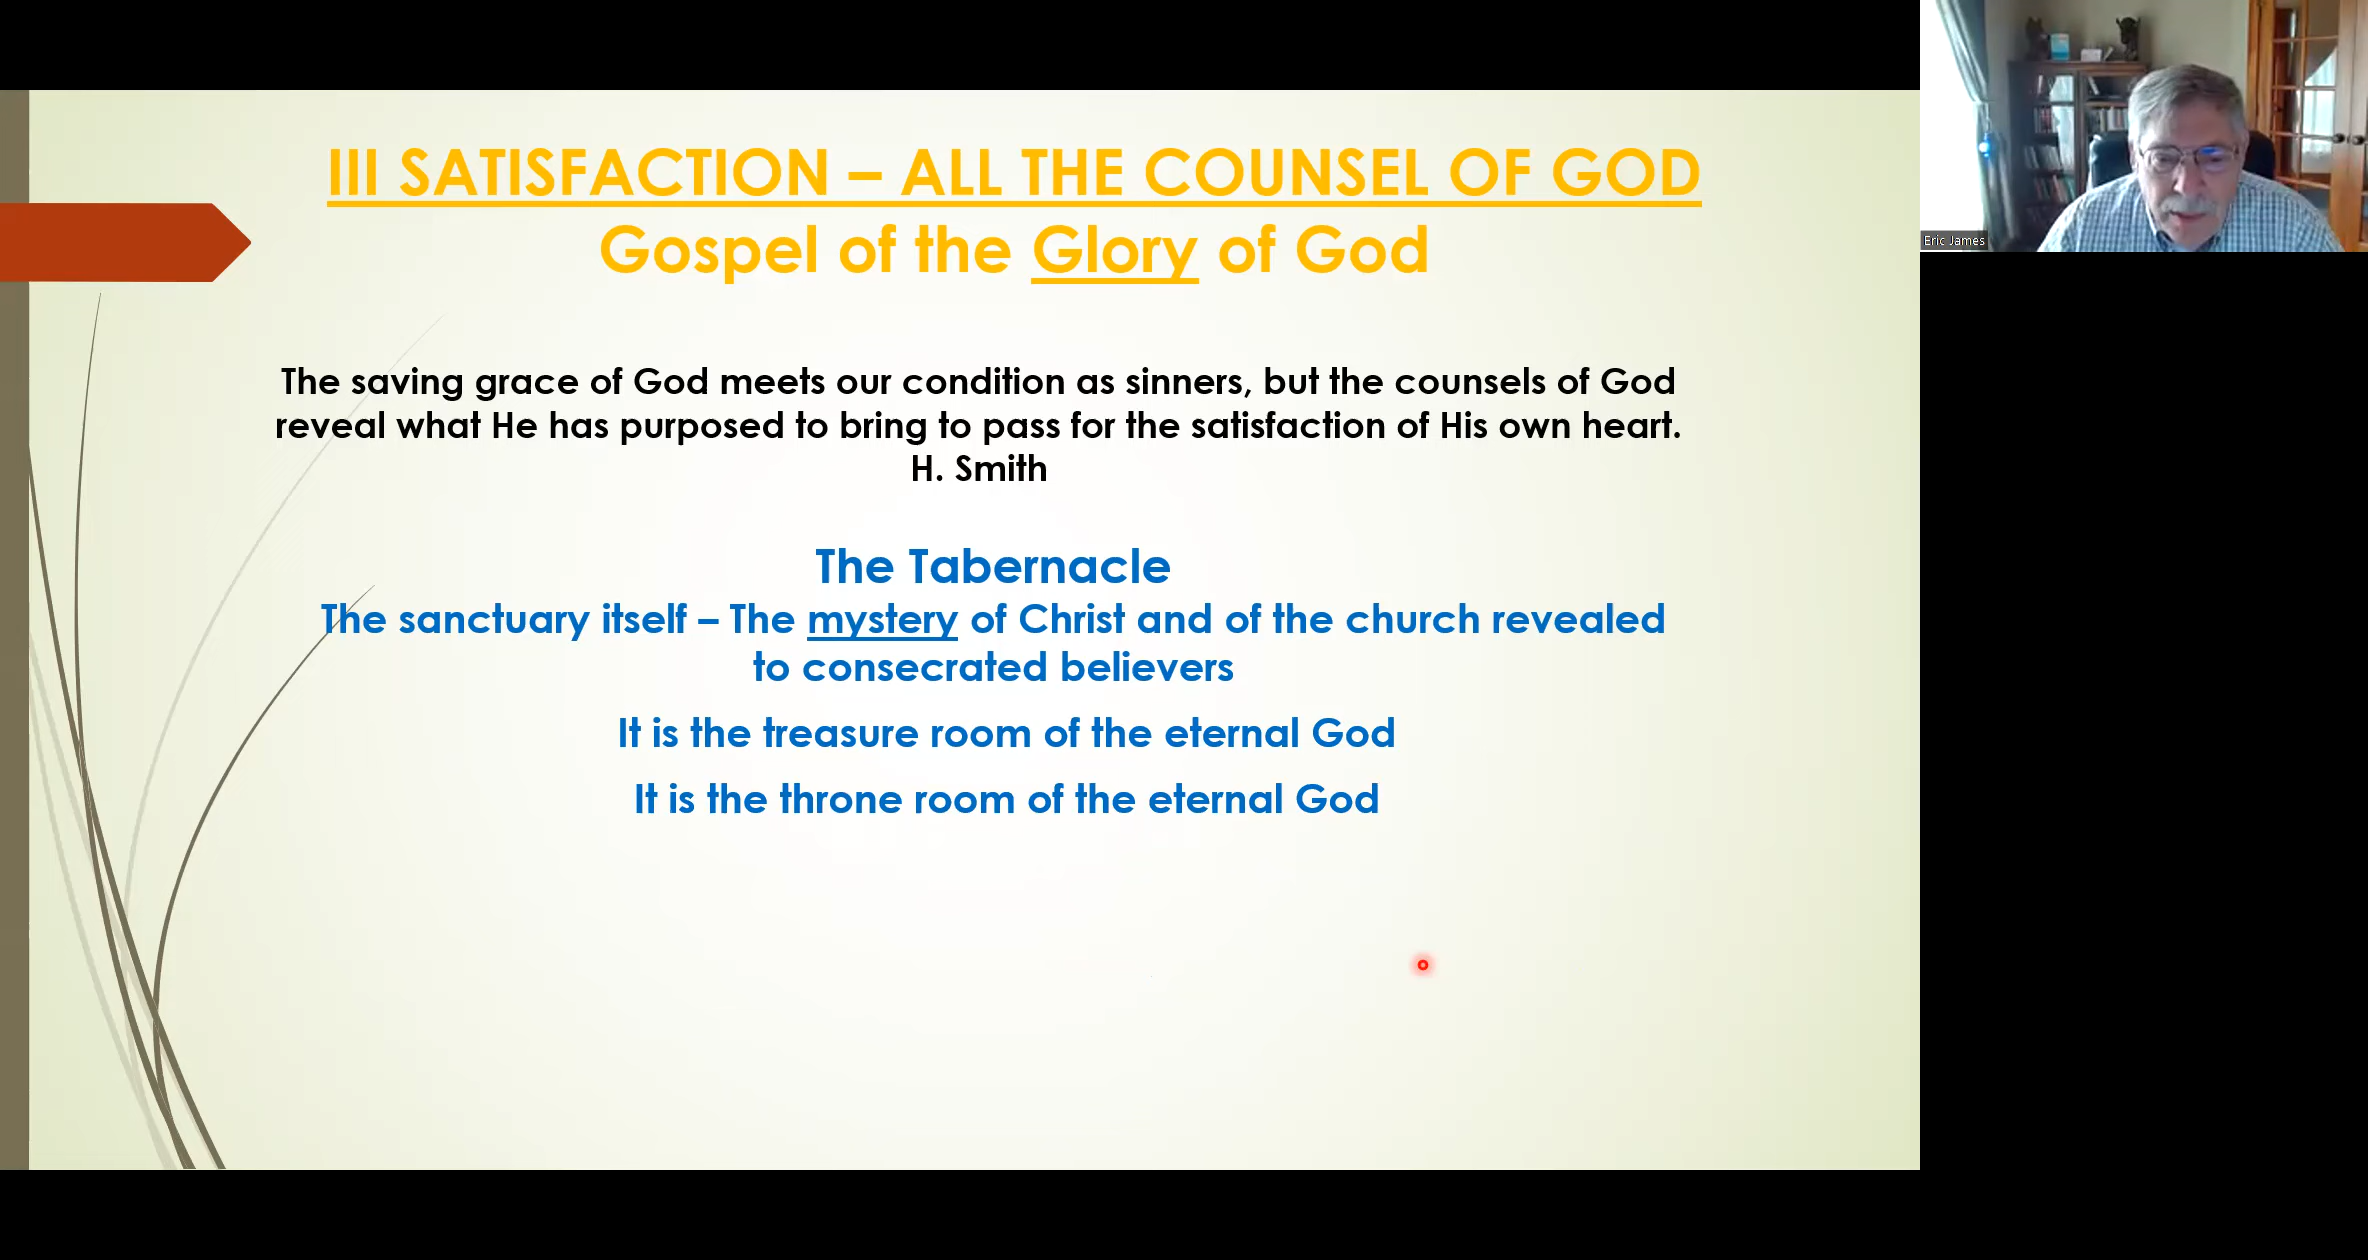 III SATISFACTION – ALL THE COUNSEL OF GOD
Gospel of the Glory of God
The saving grace of God meets our condition as sinners, but the counsels of God
reveal what He has purposed to bring to pass for the satisfaction of His own heart.
H. Smith
The Tabernacle
The sanctuary itself – The mystery of Christ and of the church revealed
to consecrated believers
It is the treasure room of the eternal God
It is the throne room of the eternal God
Eric James